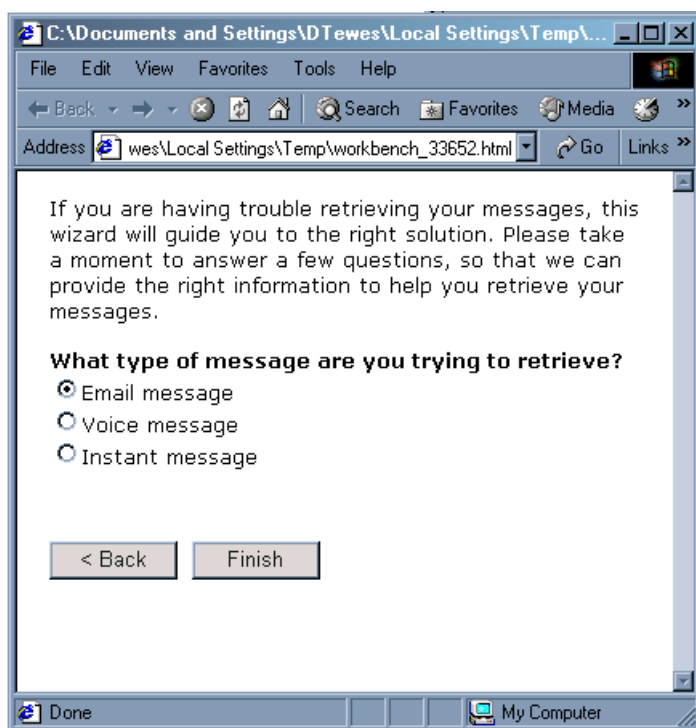 C:\Documents and Settings\DTewes\Local Settings\Temp\...
File Edit View Favorites Tools Help
Back Search Favorites Media »
Address wes\Local Settings\Temp\workbench_33652.html Go Links »
If you are having trouble retrieving your messages, this
wizard will guide you to the right solution. Please take
a moment to answer a few questions, so that we can
provide the right information to help you retrieve your
messages.
What type of message are you trying to retrieve?
Email message
Voice message
Instant message
< Back Finish
Done My Computer